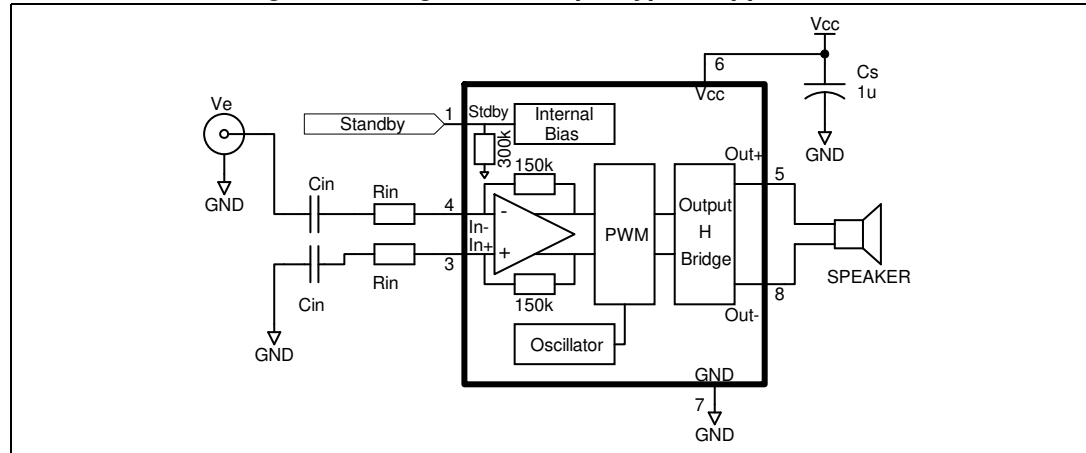 Vcc
6
Vcc
Cs
1u
GND
Ve
GND
Standby
1
Stdby
300k
Internal
Bias
150k
Cin
Rin
4
In-
In+
3
-
+
Cin
Rin
GND
150k
PWM
Oscillator
Output
H
Bridge
Out+
5
8
Out-
SPEAKER
GND
7
GND